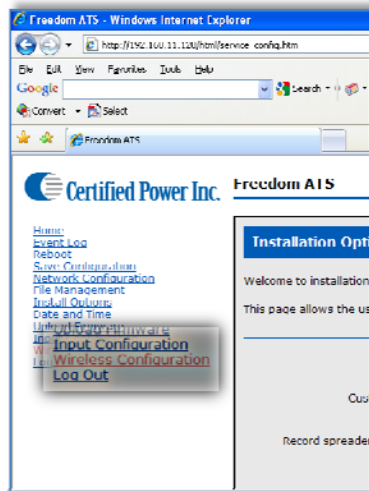 Freedom ATS - Windows Internet Explorer
http://192.168.11.120/html/service_config.htm
File Edit View Favorites Tools Help
Google Search
Convert Select
Freedom ATS
Certified Power Inc.
Freedom ATS
Home
Event Log
Reboot
Save Configuration
Network Configuration
File Management
Install Options
Date and Time
Upload Firmware
Input Configuration
Wireless Configuration
Log Out
Installation Opti
Welcome to installation
This page allows the us
Cus
Record spreader